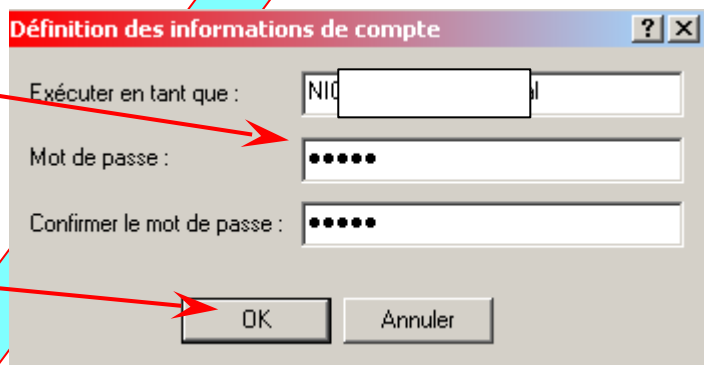 Définition des informations de compte
Exécuter en tant que :
Mot de passe : •••••
Confirmer le mot de passe : •••••
OK Annuler